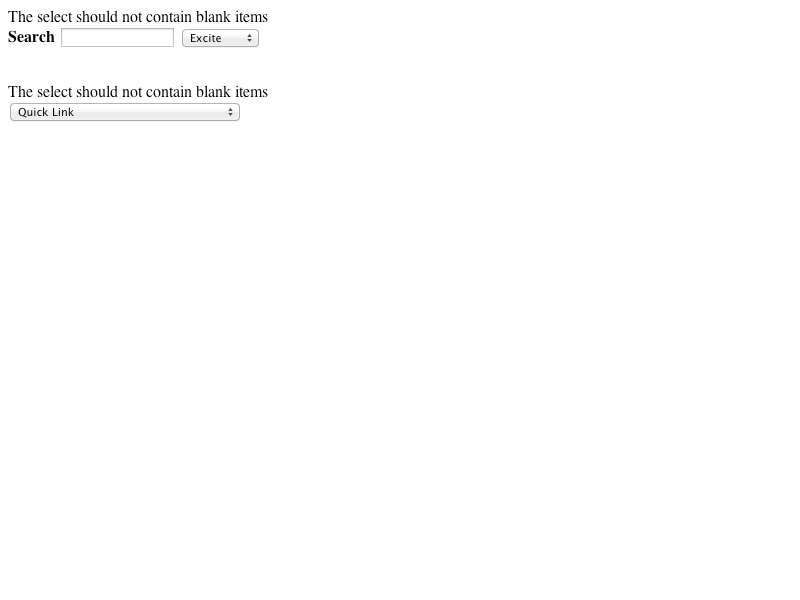 The select should not contain blank items
Search Excite
The select should not contain blank items
Quick Link